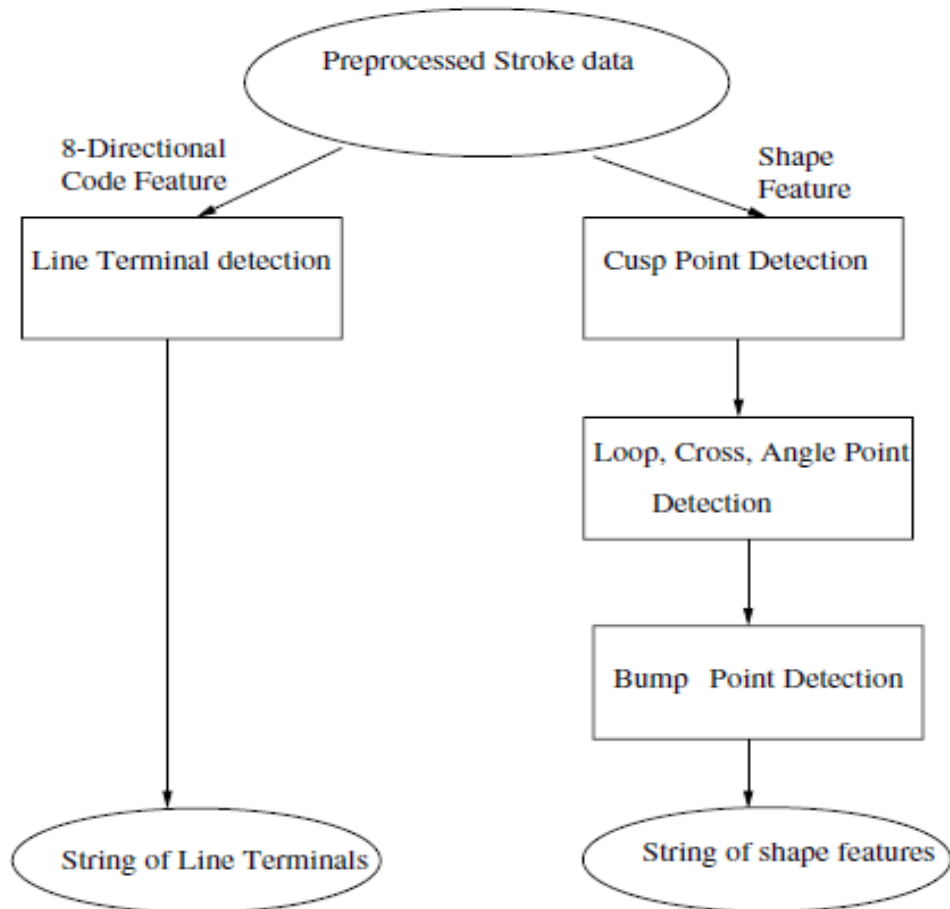 Preprocessed Stroke data
8-Directional
Code Feature
Shape
Feature
Line Terminal detection
Cusp Point Detection
Loop, Cross, Angle Point
Detection
Bump Point Detection
String of Line Terminals
String of shape features